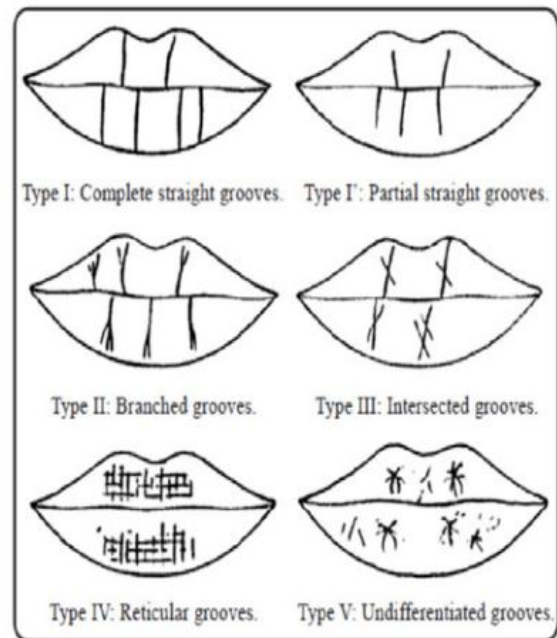 Type I: Complete straight grooves.
Type I': Partial straight grooves.
Type II: Branched grooves.
Type III: Intersected grooves.
Type IV: Reticular grooves.
Type V: Undifferentiated grooves.